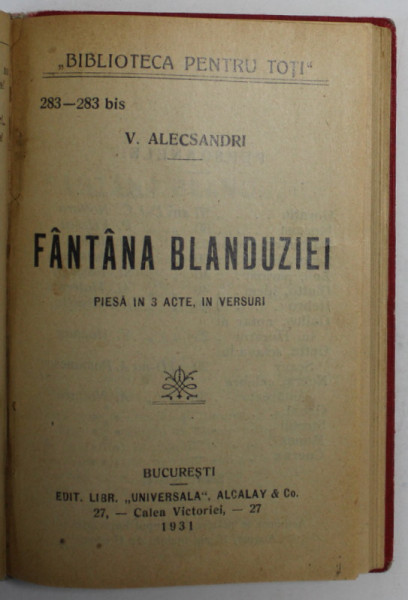 „BIBLIOTECA PENTRU TOȚI“
283—283 bis
V. ALECSANDRI
FÂNTÂNA BLANDUZIEI
PIESĂ IN 3 ACTE, IN VERSURI
BUCUREȘTI
EDIT. LIBR. „UNIVERSALA“, ALCALAY & Co.
27, — Calea Victoriei, — 27
1931